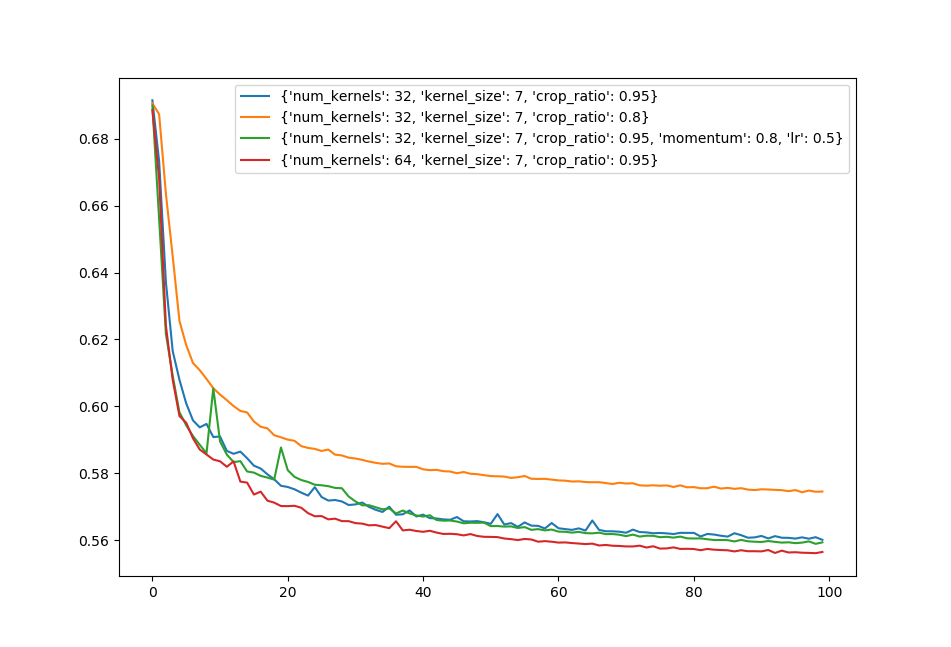 {'num_kernels': 32, 'kernel_size': 7, 'crop_ratio': 0.95}
{'num_kernels': 32, 'kernel_size': 7, 'crop_ratio': 0.8}
{'num_kernels': 32, 'kernel_size': 7, 'crop_ratio': 0.95, 'momentum': 0.8, 'lr': 0.5}
{'num_kernels': 64, 'kernel_size': 7, 'crop_ratio': 0.95}
0.68
0.66
0.64
0.62
0.60
0.58
0.56
0 20 40 60 80 100